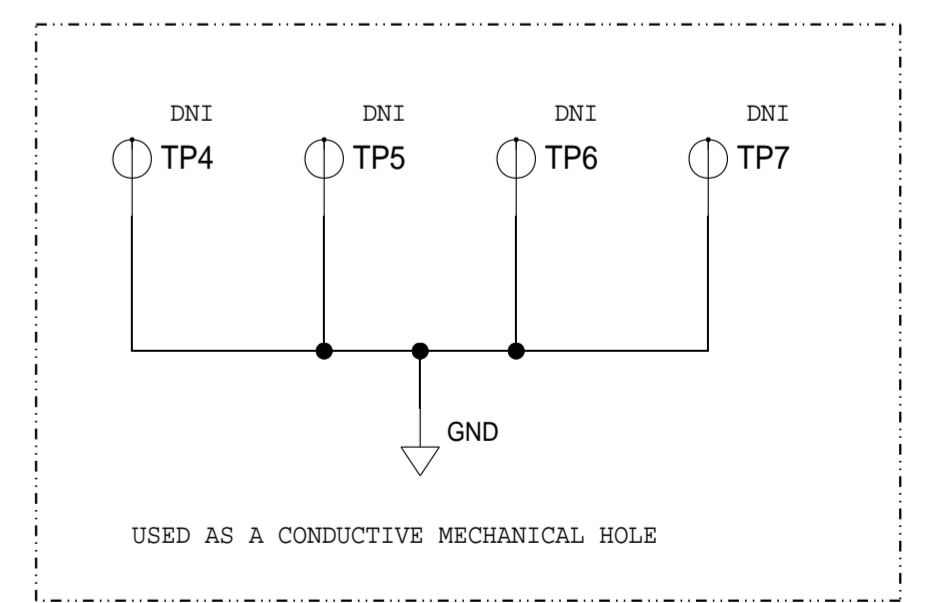 DNI DNI DNI DNI
TP4 TP5 TP6 TP7
GND
USED AS A CONDUCTIVE MECHANICAL HOLE